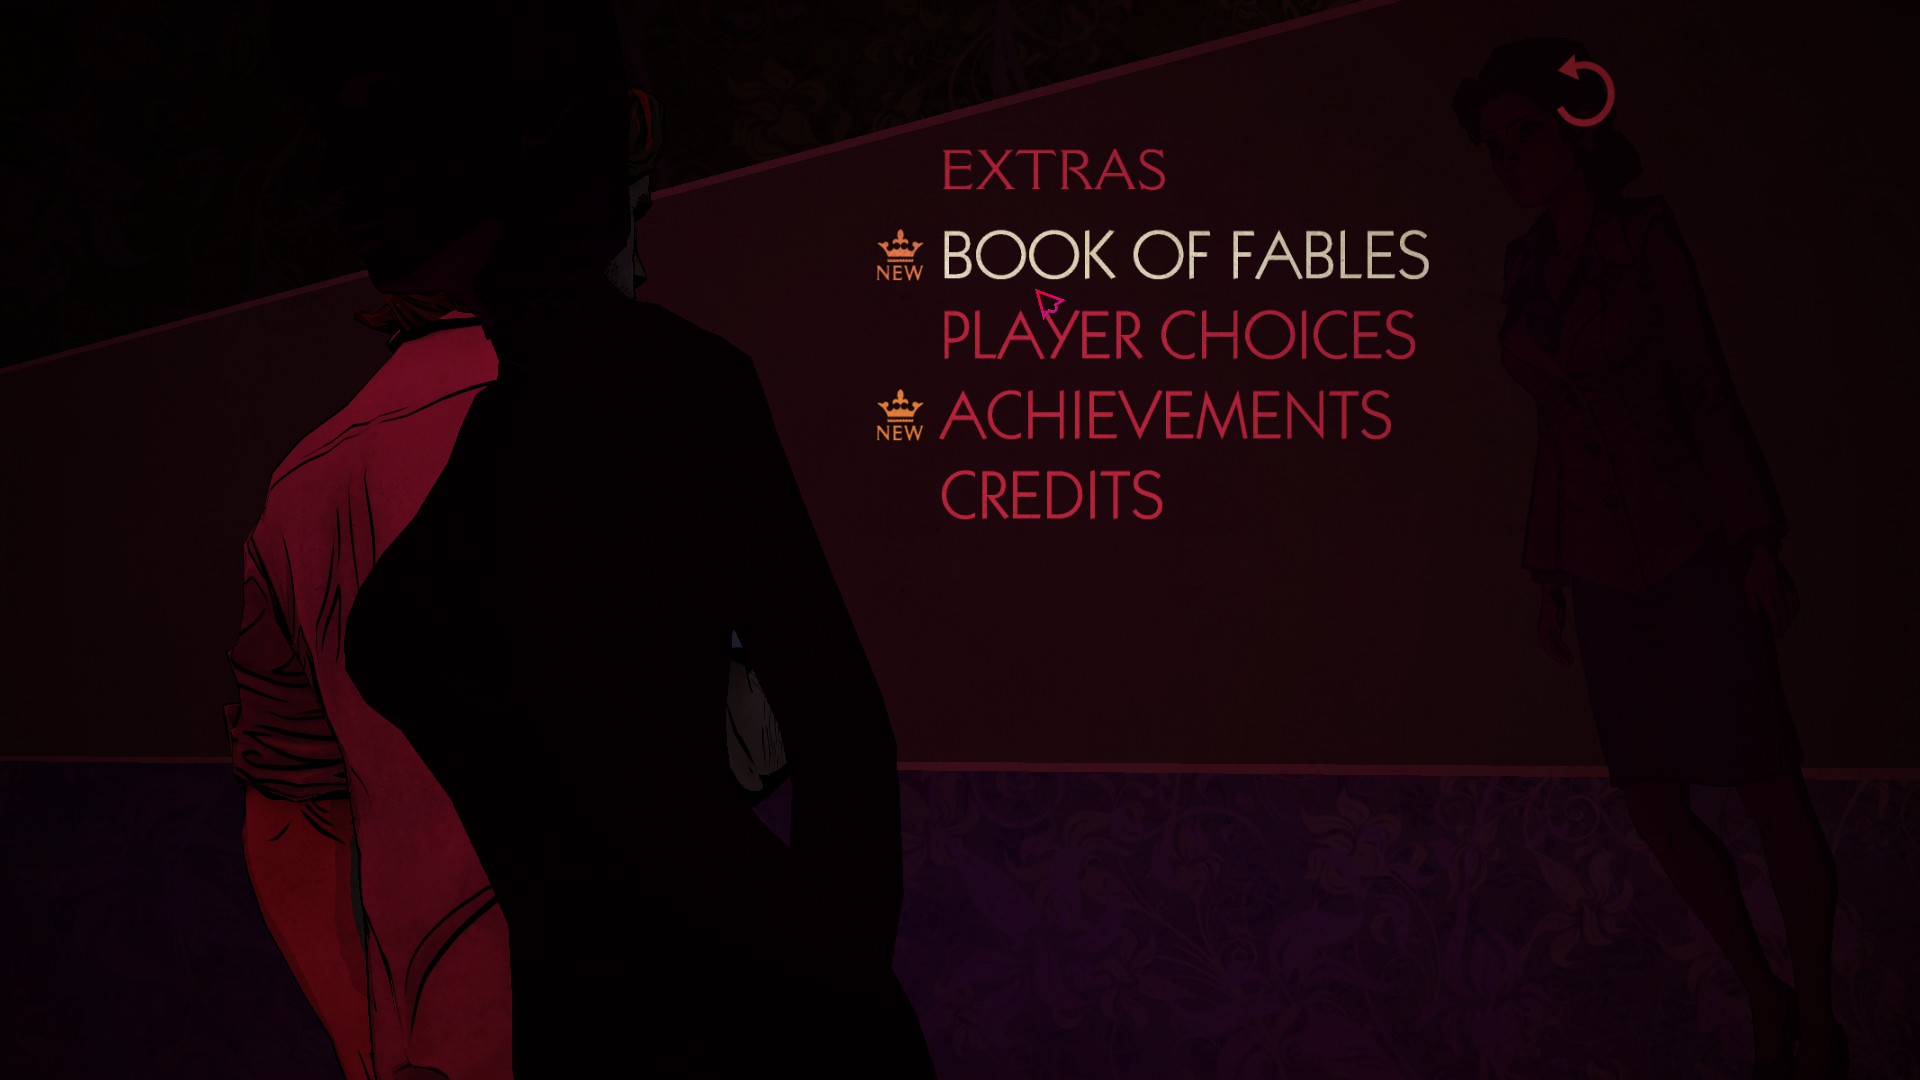 EXTRAS
NEW BOOK OF FABLES
PLAYER CHOICES
NEW ACHIEVEMENTS
CREDITS